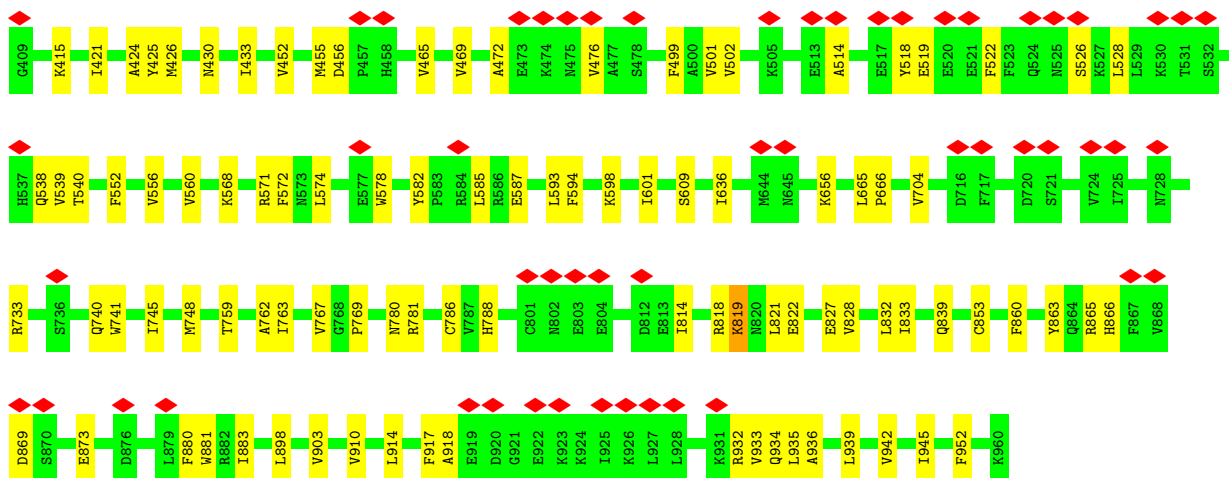 G409 K415 I421 A424 Y425 M426 N430 I433 V452 M455 D456 P457 H458 V465 V469 A472 E473 K474 N475 V476 A477 S478 F499 A500 V501 V502 K505 E513 A514 E517 Y518 E519 E520 E521 F522 F523 Q524 N525 S526 K527 L528 L529 K530 T531 S532
H537 Q538 V539 T540 F552 V556 V560 K568 R571 F572 N573 L574 E577 W578 Y582 P583 R584 L585 R586 E587 L593 F594 K598 I601 S609 I636 M644 N645 K656 L665 P666 V704 D716 F717 D720 S721 V724 I725 N728
R733 S736 Q740 W741 I745 M748 T759 A762 I763 V767 G768 P769 N780 R781 C786 V787 H788 C801 N802 E803 E804 D812 E813 I814 R818 K819 N820 L821 E822 E827 V828 L832 I833 Q839 C853 F860 Y863 Q864 R865 H866 F867 V868
D869 S870 E873 D876 L879 F880 W881 R882 I883 L898 V903 V910 L914 F917 A918 E919 D920 G921 E922 K923 K924 I925 K926 L927 L928 K931 R932 V933 Q934 L935 A936 L939 V942 I945 F952 K960